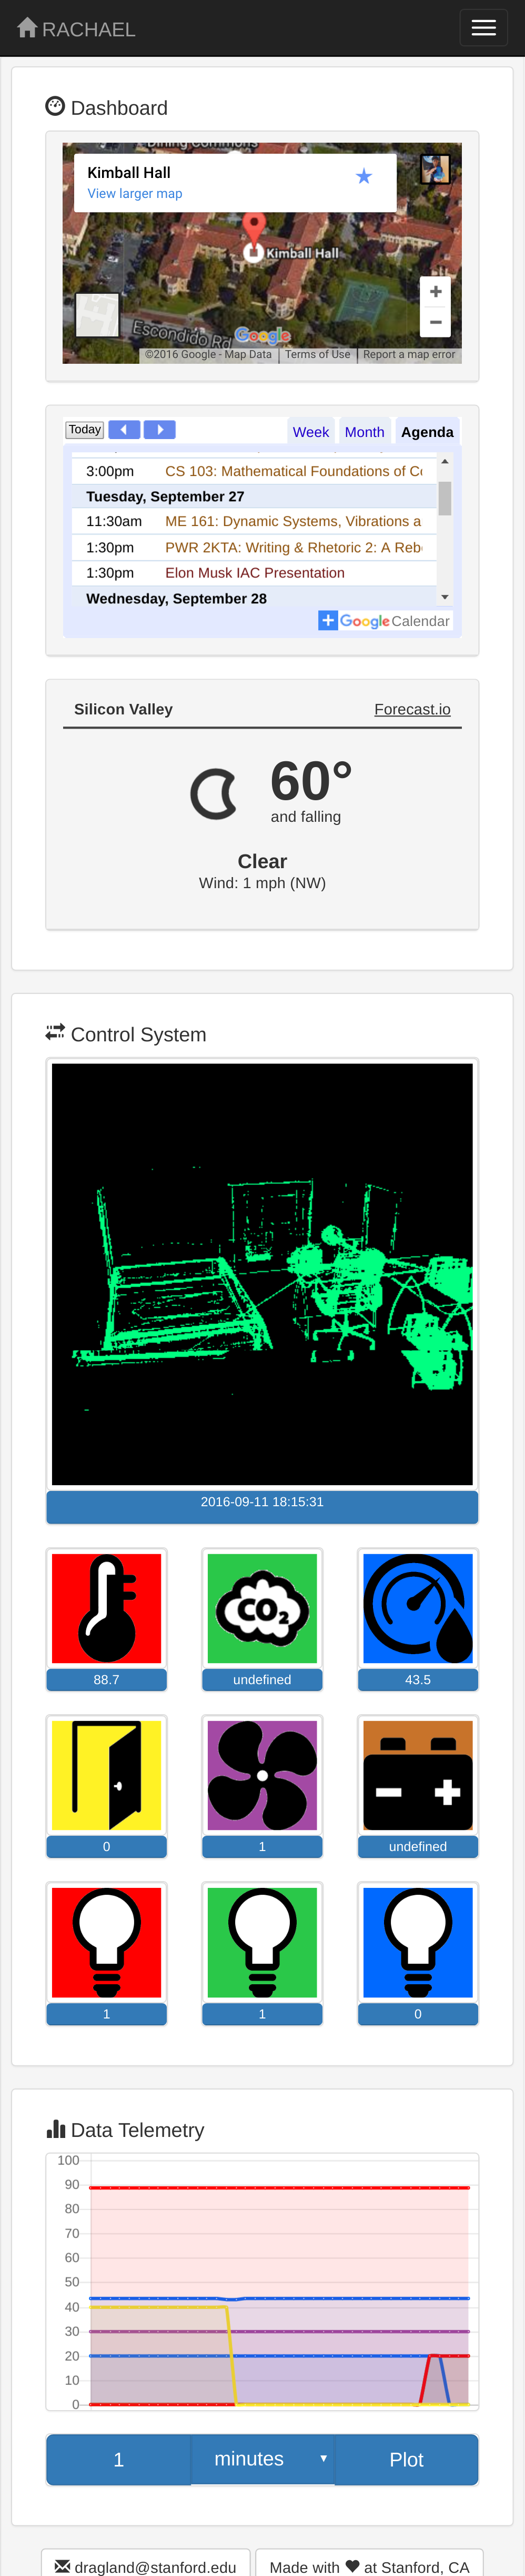 RACHAEL
Dashboard
Kimball Hall
View larger map
Kimball Hall
Escondido Rd
Google
©2016 Google - Map Data
Terms of Use
Report a map error
Today
Week
Month
Agenda
3:00pm CS 103: Mathematical Foundations of
Tuesday, September 27
11:30am ME 161: Dynamic Systems, Vibrations a
1:30pm PWR 2KTA: Writing & Rhetoric 2: A Reb
1:30pm Elon Musk IAC Presentation
Wednesday, September 28
Google Calendar
Silicon Valley
Forecast.io
60°
and falling
Clear
Wind: 1 mph (NW)
Control System
2016-09-11 18:15:31
CO2
88.7
undefined
43.5
0
1
undefined
1
1
0
Data Telemetry
100
90
80
70
60
50
40
30
20
10
0
1
minutes
Plot
dragland@stanford.edu
Made with ♥ at Stanford, CA